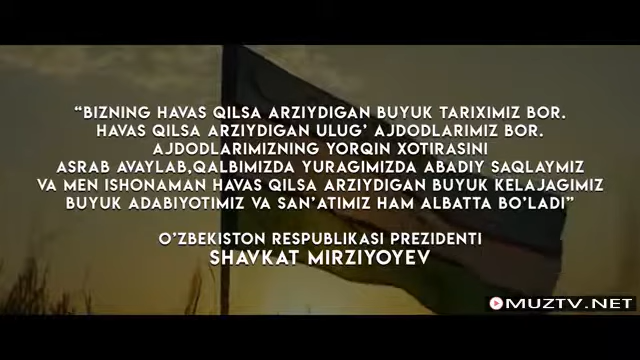 “BIZNING HAVAS QILSA ARZIYDIGAN BUYUK TARIXIMIZ BOR.
HAVAS QILSA ARZIYDIGAN ULUG’ AJDODLARIMIZ BOR.
AJDODLARIMIZNING YORQIN XOTIRASINI
ASRAB AVAYLAB,QALBIMIZDA YURAGIMIZDA ABADIY SAQLAYMIZ
VA MEN ISHONAMAN HAVAS QILSA ARZIYDIGAN BUYUK KELAJAGIMIZ
BUYUK ADABIYOTIMIZ VA SAN’ATIMIZ HAM ALBATTA BO’LADI”
O’ZBEKISTON RESPUBLIKASI PREZIDENTI
SHAVKAT MIRZIYOYEV
MUZTV.NET